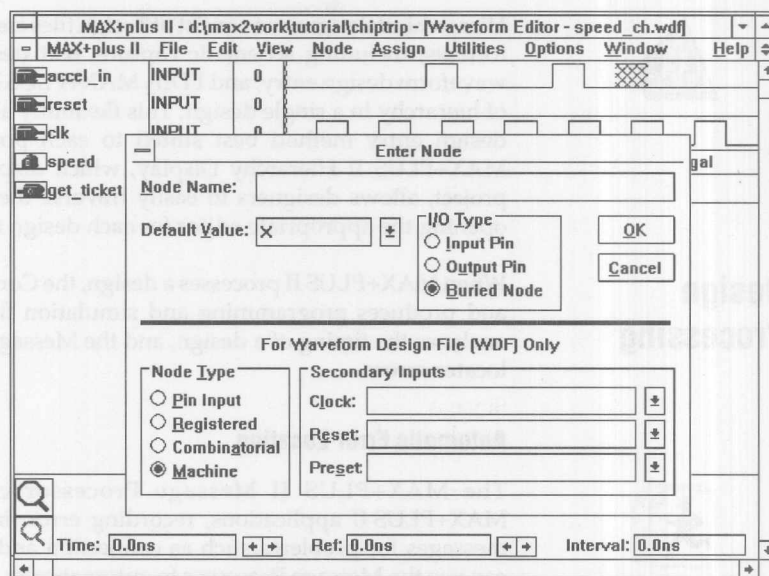 MAX+plus II - d:\max2work\tutorial\chiptrip - [Waveform Editor - speed_ch.wdf]
MAX+plus II File Edit View Node Assign Utilities Options Window Help
accel_in INPUT 0
reset INPUT 0
clk INPUT 0
speed gal
get_ticket
Enter Node
Node Name:
Default Value: X
I/O Type
Input Pin
Output Pin
Buried Node
OK
Cancel
For Waveform Design File (WDF) Only
Node Type
Pin Input
Registered
Combinatorial
Machine
Secondary Inputs
Clock:
Reset:
Preset:
Time: 0.0ns Ref: 0.0ns Interval: 0.0ns